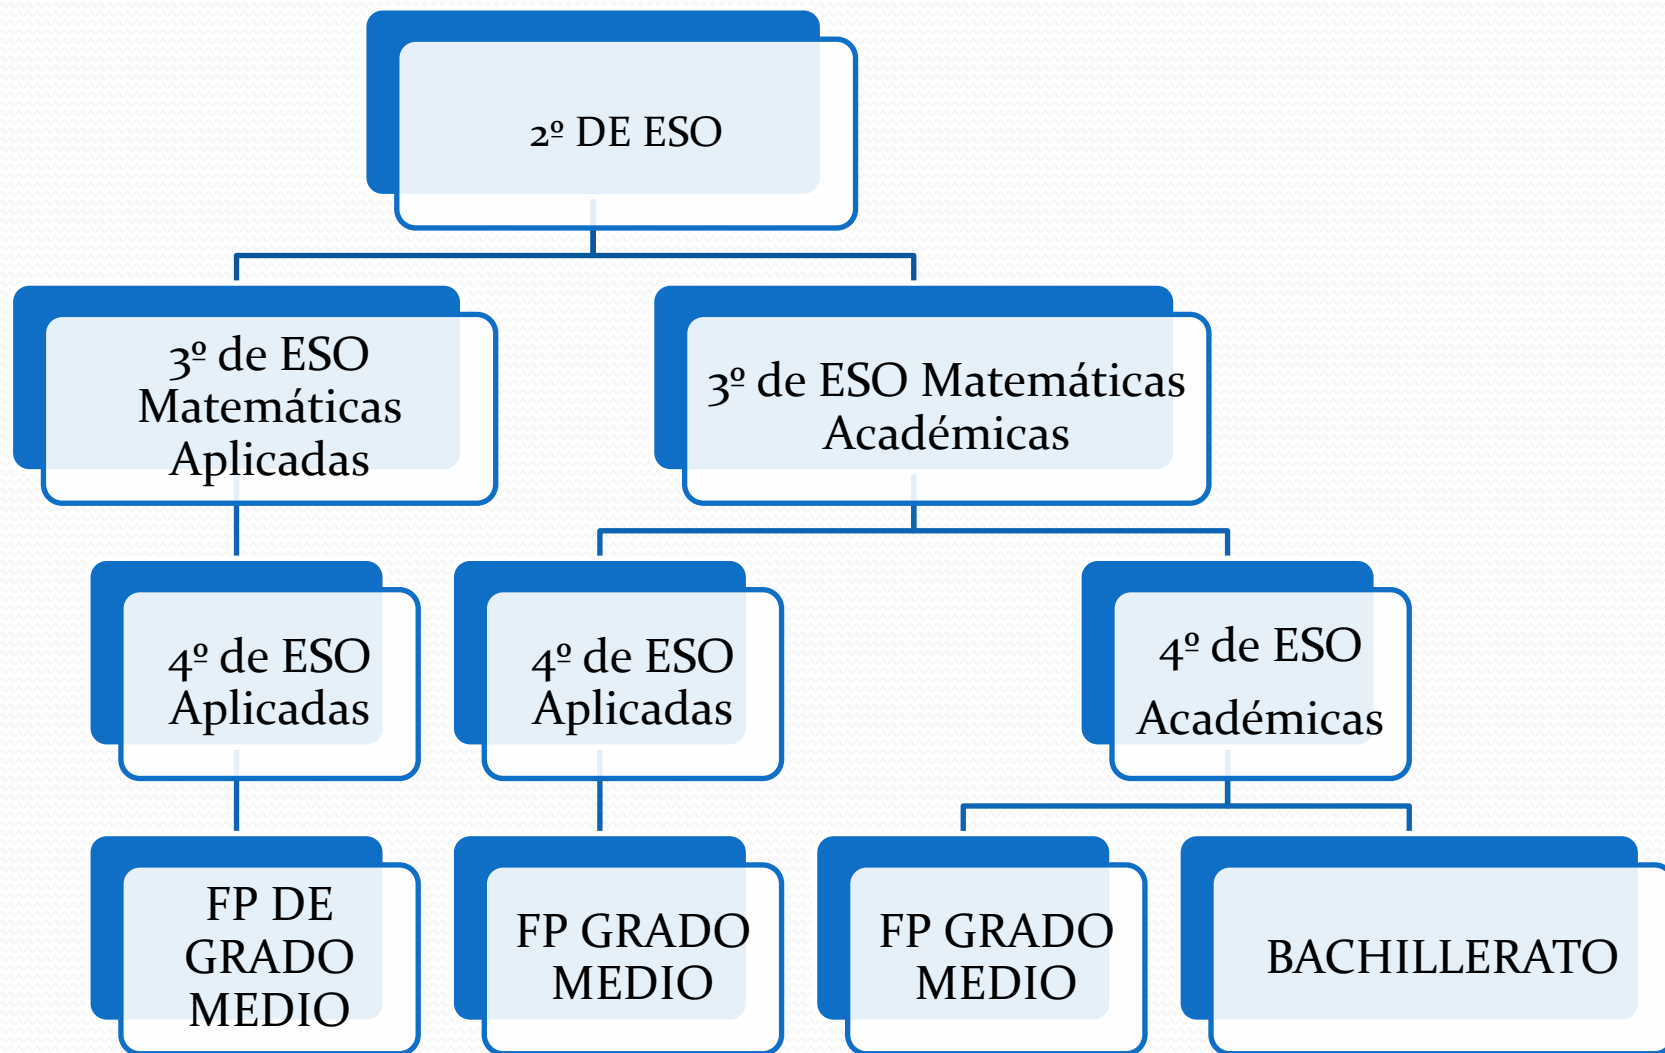 2º DE ESO
3º de ESO
Matemáticas
Aplicadas
3º de ESO Matemáticas
Académicas
4º de ESO
Aplicadas
4º de ESO
Aplicadas
4º de ESO
Académicas
FP DE
GRADO
MEDIO
FP GRADO
MEDIO
FP GRADO
MEDIO
BACHILLERATO